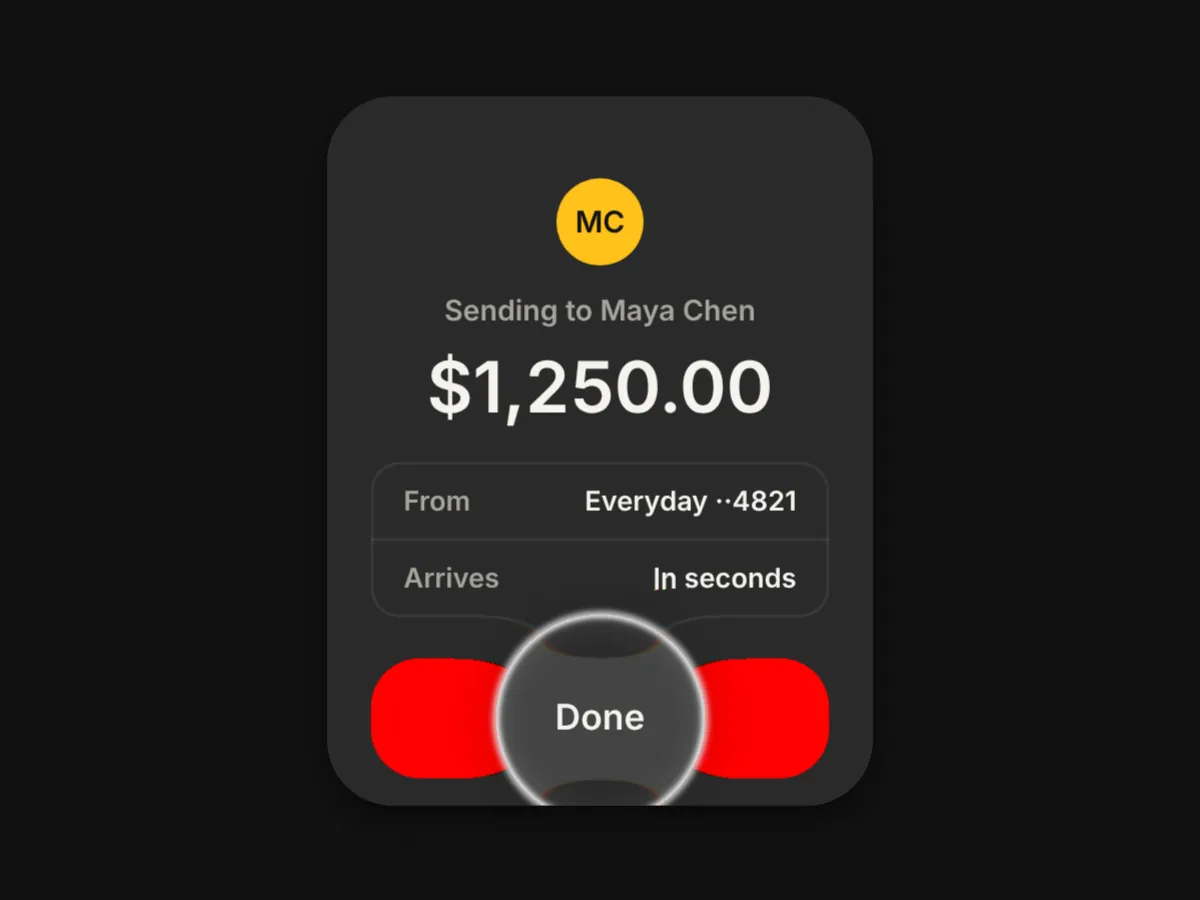 MC
Sending to Maya Chen
$1,250.00
From Everyday ··4821
Arrives In seconds
Done